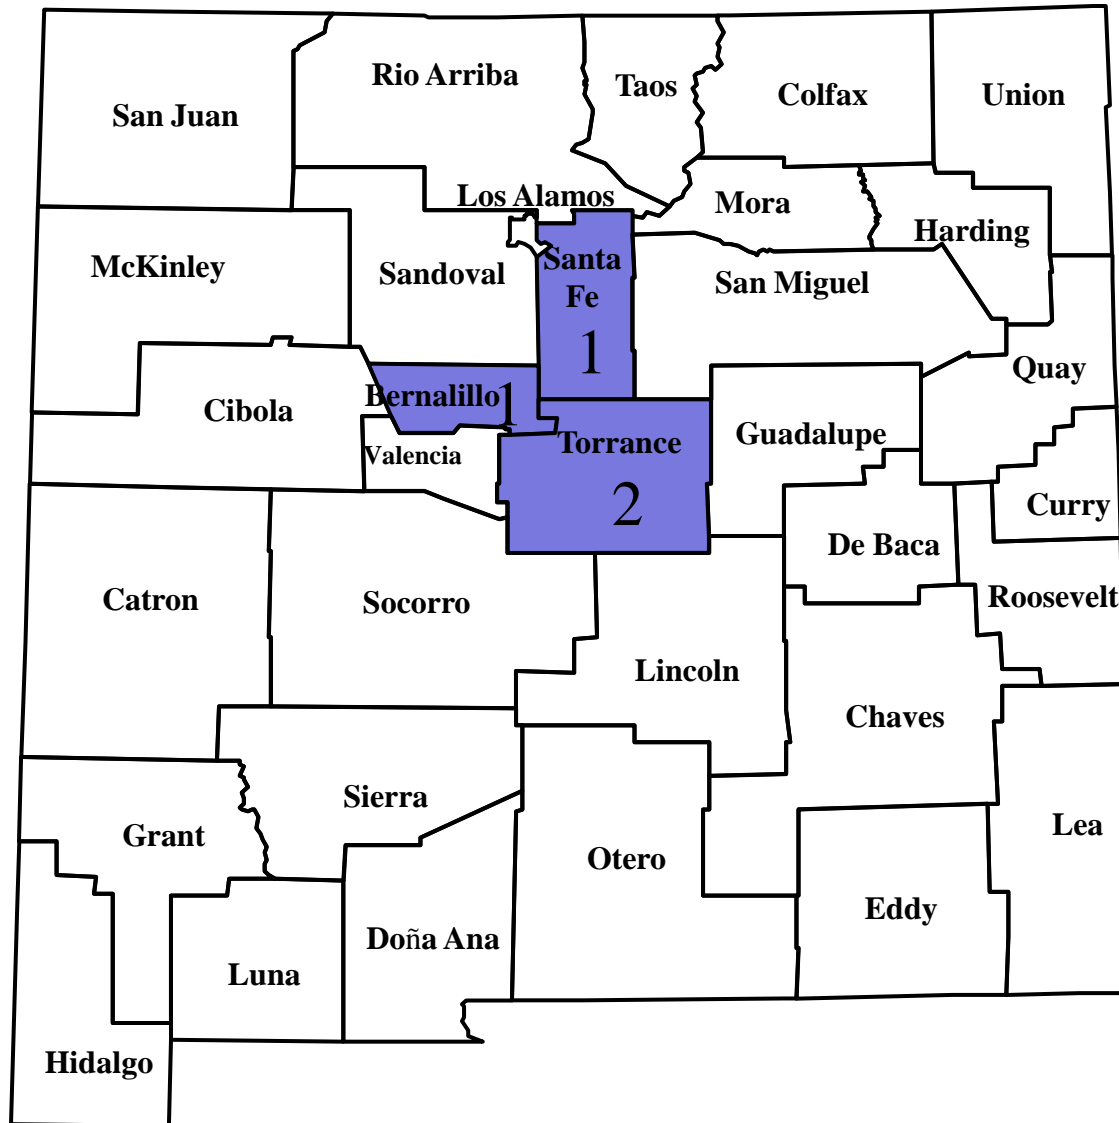 Rio Arriba
Taos
Colfax
Union
San Juan
Los Alamos
Mora
Harding
McKinley
Sandoval
Santa
Fe
1
San Miguel
Quay
Cibola
Bernalillo
1
Valencia
Torrance
2
Guadalupe
Curry
De Baca
Roosevelt
Catron
Socorro
Lincoln
Chaves
Sierra
Grant
Lea
Otero
Eddy
Doña Ana
Luna
Hidalgo